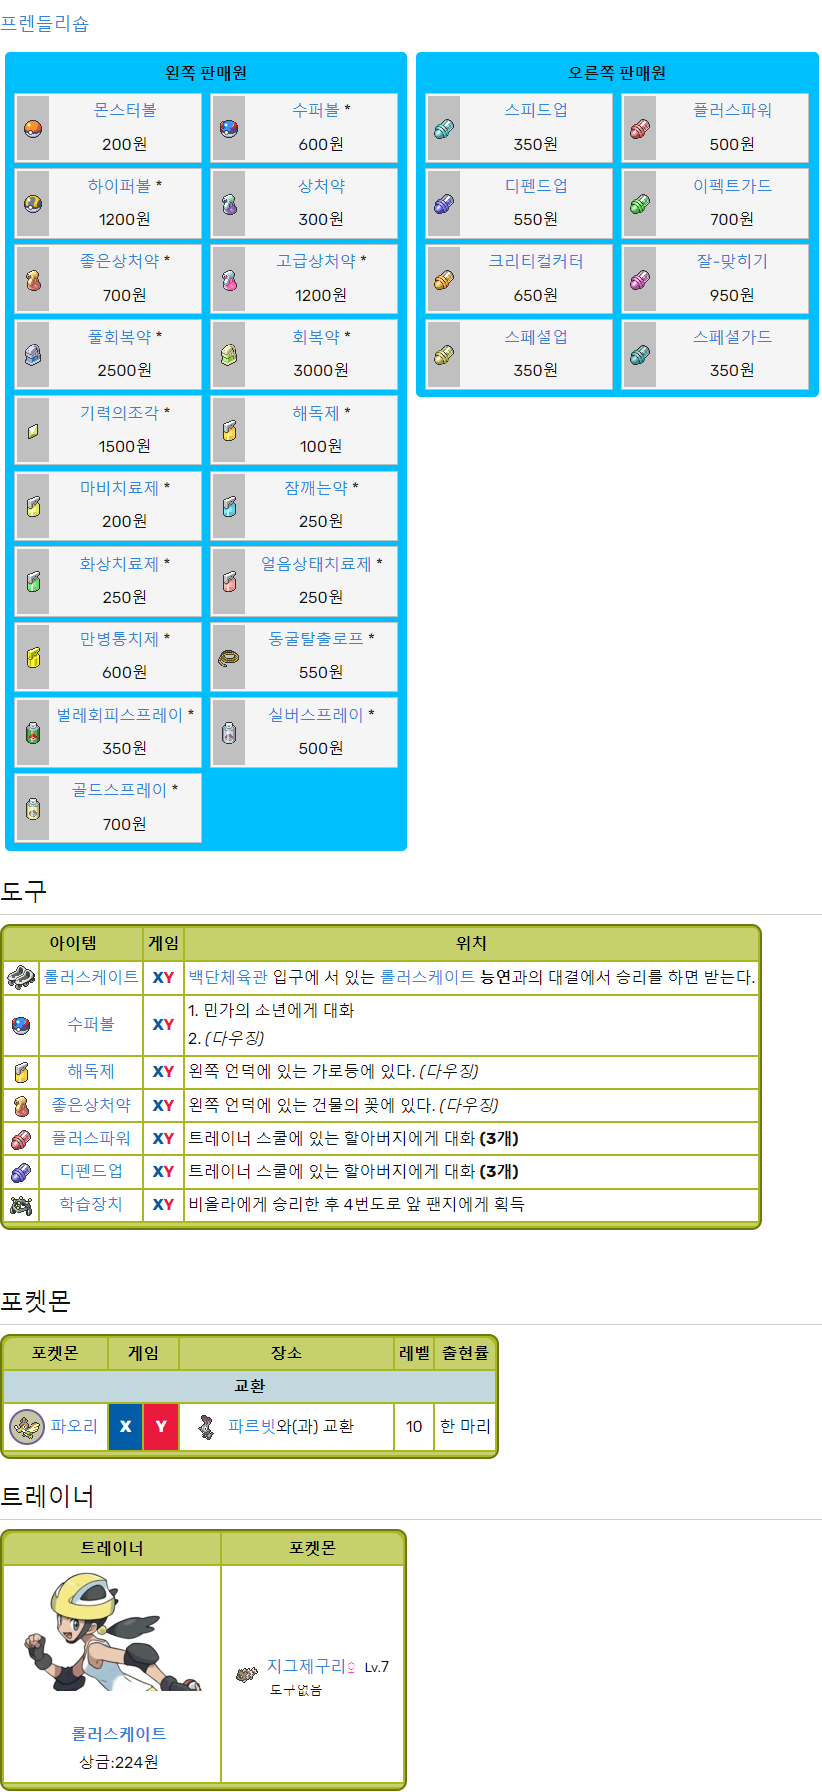 프렌들리숍
왼쪽 판매원
몬스터볼
200원
수퍼볼 *
600원
하이퍼볼 *
1200원
상처약
300원
좋은상처약 *
700원
고급상처약 *
1200원
풀회복약 *
2500원
회복약 *
3000원
기력의조각 *
1500원
해독제 *
100원
마비치료제 *
200원
잠깨는약 *
250원
화상치료제 *
250원
얼음상태치료제 *
250원
만병통치제 *
600원
동굴탈출로프 *
550원
벌레회피스프레이 *
350원
실버스프레이 *
500원
골드스프레이 *
700원
오른쪽 판매원
스피드업
350원
플러스파워
500원
디펜드업
550원
이펙트가드
700원
크리티컬커터
650원
잘-맞히기
950원
스페셜업
350원
스페셜가드
350원
도구
아이템 게임 위치
롤러스케이트 XY 백단체육관 입구에 서 있는 롤러스케이트 능연과의 대결에서 승리를 하면 받는다.
수퍼볼 XY 1. 민가의 소년에게 대화
2. (다우징)
해독제 XY 왼쪽 언덕에 있는 가로등에 있다. (다우징)
좋은상처약 XY 왼쪽 언덕에 있는 건물의 꽃에 있다. (다우징)
플러스파워 XY 트레이너 스쿨에 있는 할아버지에게 대화 (3개)
디펜드업 XY 트레이너 스쿨에 있는 할아버지에게 대화 (3개)
학습장치 XY 비올라에게 승리한 후 4번도로 앞 팬지에게 획득
포켓몬
포켓몬 게임 장소 레벨 출현률
교환
파오리 X Y 파르빗와(과) 교환 10 한 마리
트레이너
트레이너 포켓몬
지그제구리♀ Lv.7
도구없음
롤러스케이트
상금:224원